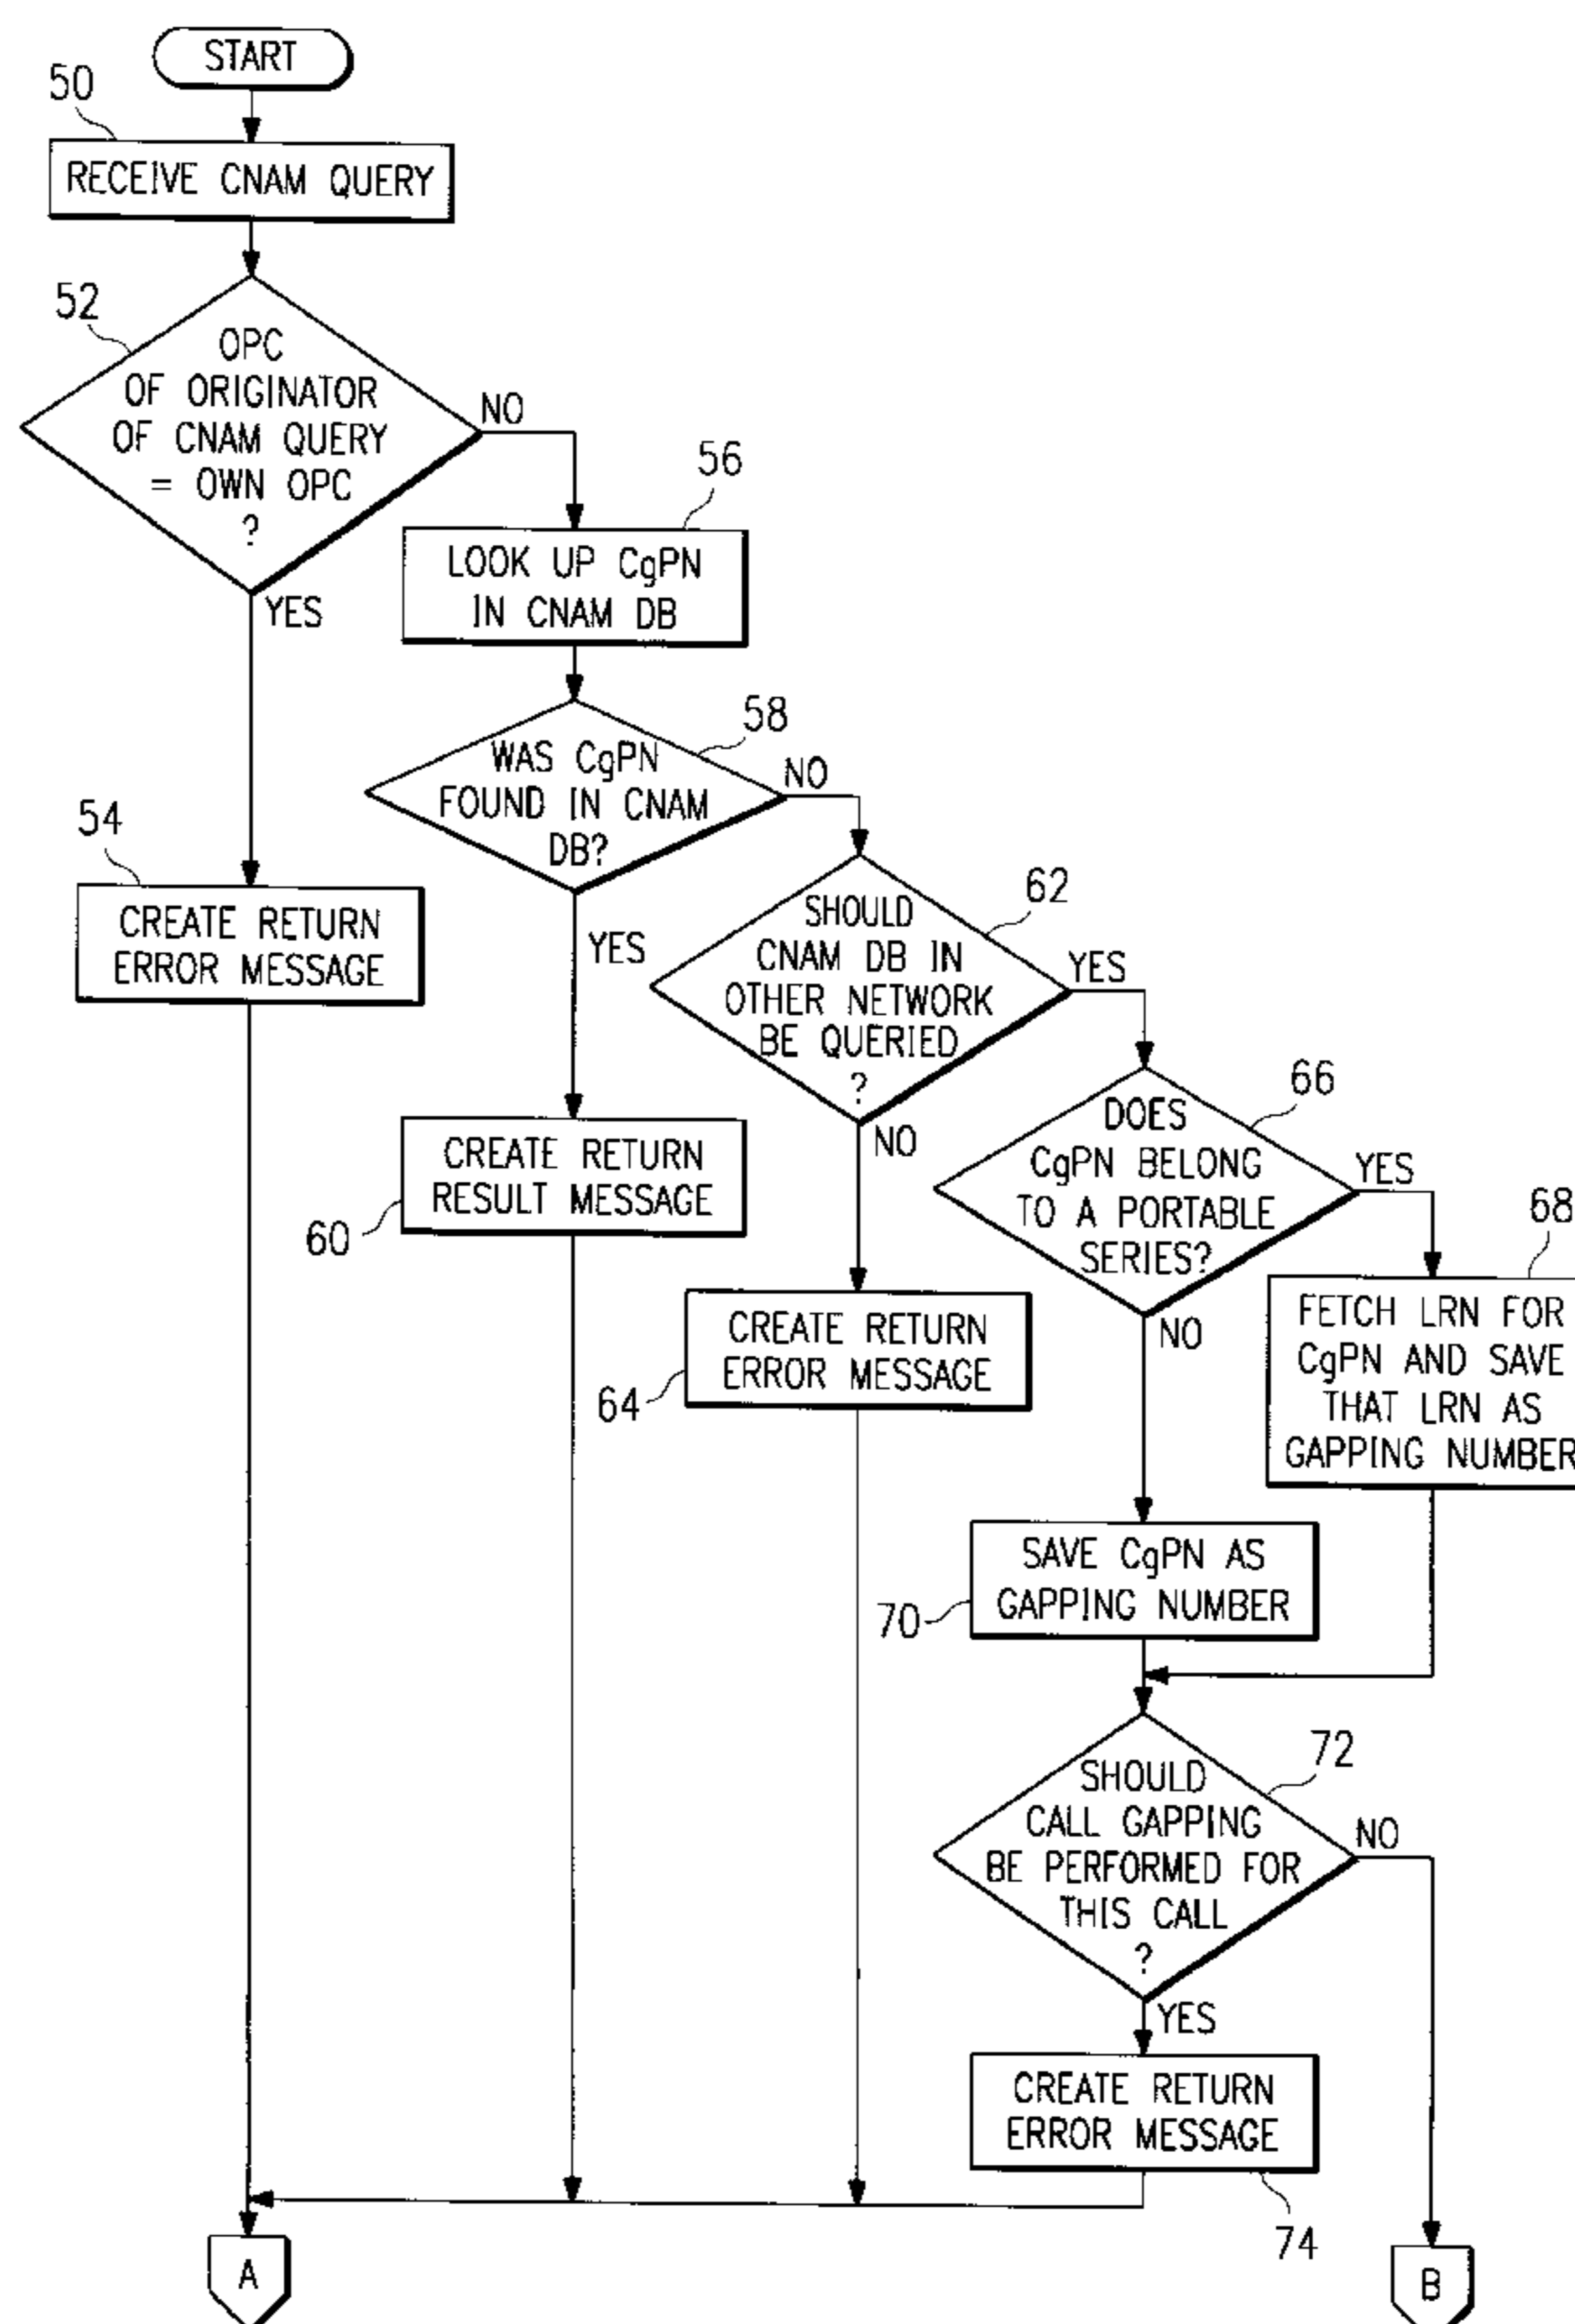 START
50
RECEIVE CNAM QUERY
52
OPC
OF ORIGINATOR
OF CNAM QUERY
= OWN OPC
?
NO
YES
56
LOOK UP CgPN
IN CNAM DB
58
WAS CgPN
FOUND IN CNAM
DB?
NO
YES
54
CREATE RETURN
ERROR MESSAGE
62
SHOULD
CNAM DB IN
OTHER NETWORK
BE QUERIED
?
YES
NO
60
CREATE RETURN
RESULT MESSAGE
66
DOES
CgPN BELONG
TO A PORTABLE
SERIES?
YES
NO
64
CREATE RETURN
ERROR MESSAGE
68
FETCH LRN FOR
CgPN AND SAVE
THAT LRN AS
GAPPING NUMBER
70
SAVE CgPN AS
GAPPING NUMBER
72
SHOULD
CALL GAPPING
BE PERFORMED FOR
THIS CALL
?
NO
YES
CREATE RETURN
ERROR MESSAGE
74
A
B